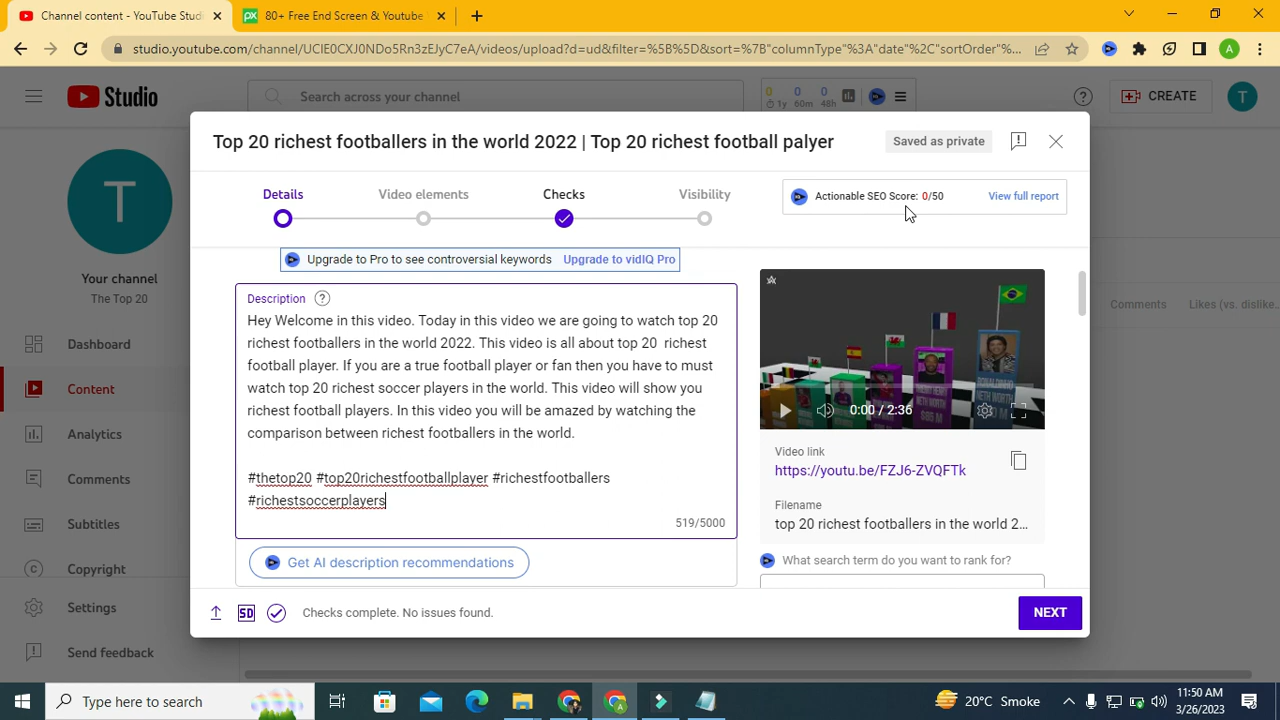 Channel content - YouTube Stud
80+ Free End Screen & Youtube
studio.youtube.com/channel/UCIE0CXJ0NDo5Rn3zEJyC7eA/videos/upload?d=ud&filter=%5B%5D&sort=%7B"columnType"%3A"date"%2C"sortOrder"%...
A
Studio
Search across your channel
0 0 0
1y 60m 48h
CREATE
T
Top 20 richest footballers in the world 2022 | Top 20 richest football palyer
Saved as private
Details
Video elements
Checks
Visibility
Actionable SEO Score: 0/50
View full report
T
Your channel
The Top 20
Dashboard
Content
Analytics
Comments
Subtitles
Copyright
Settings
Send feedback
Upgrade to Pro to see controversial keywords Upgrade to vidIQ Pro
Description
Hey Welcome in this video. Today in this video we are going to watch top 20
richest footballers in the world 2022. This video is all about top 20 richest
football player. If you are a true football player or fan then you have to must
watch top 20 richest soccer players in the world. This video will show you
richest football players. In this video you will be amazed by watching the
comparison between richest footballers in the world.
#thetop20 #top20richestfootballplayer #richestfootballers
#richestsoccerplayers
519/5000
Get AI description recommendations
0:00 / 2:36
Video link
https://youtu.be/FZJ6-ZVQFTk
Filename
top 20 richest footballers in the world 2...
What search term do you want to rank for?
Comments
Likes (vs. dislike.
SD
Checks complete. No issues found.
NEXT
Type here to search
20°C Smoke
11:50 AM
3/26/2023